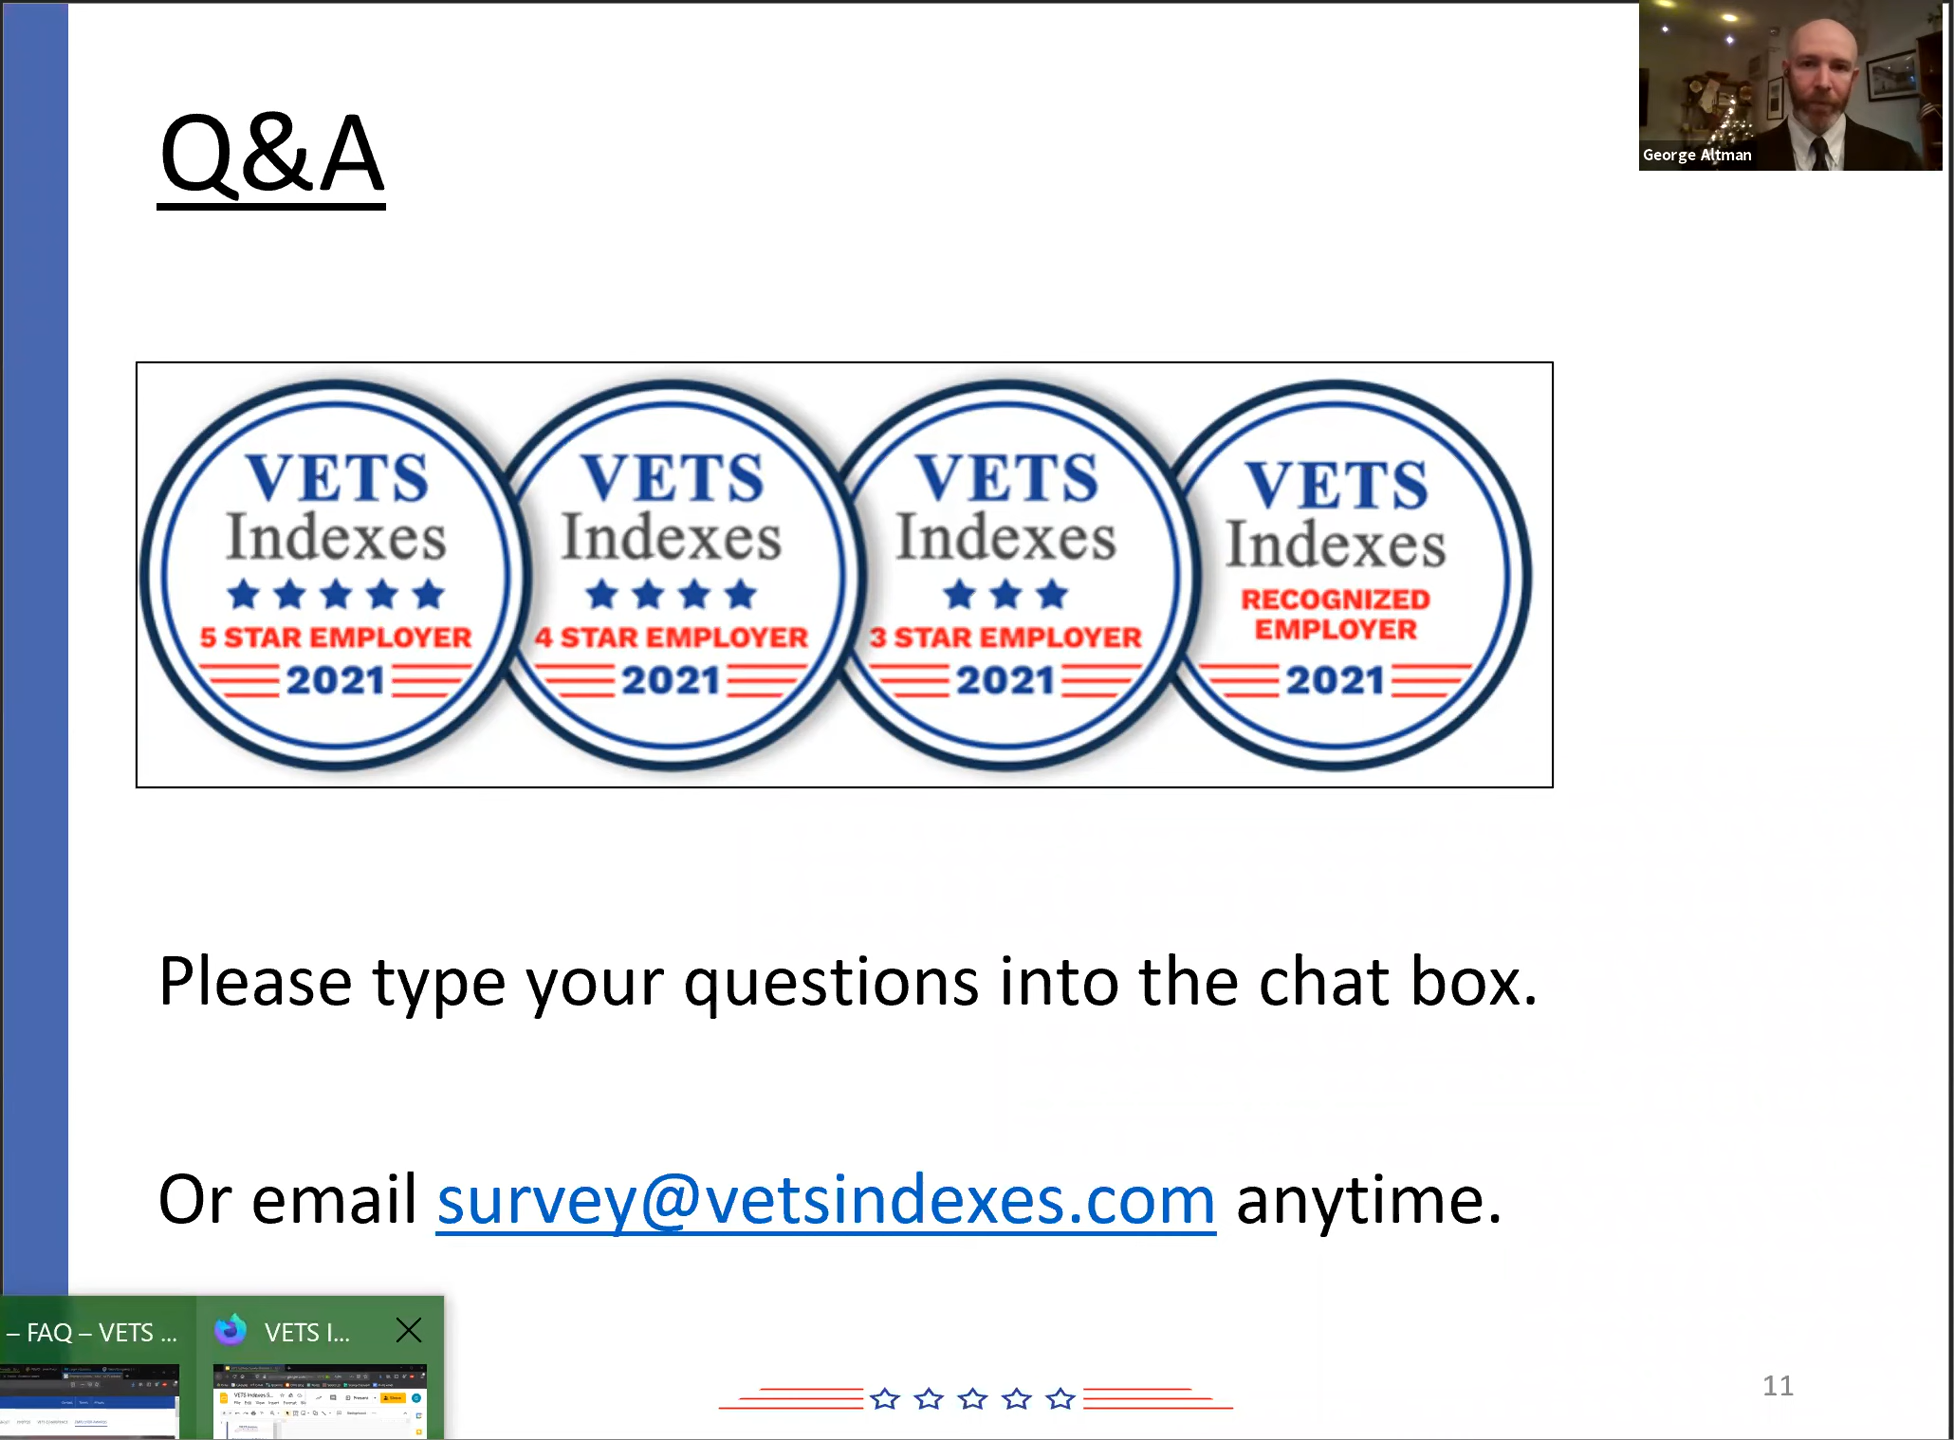 Q&A
George Altman
VETS
Indexes
5 STAR EMPLOYER
2021
VETS
Indexes
4 STAR EMPLOYER
2021
VETS
Indexes
3 STAR EMPLOYER
2021
VETS
Indexes
RECOGNIZED
EMPLOYER
2021
Please type your questions into the chat box.
Or email survey@vetsindexes.com anytime.
– FAQ – VETS ...
VETS I...
11